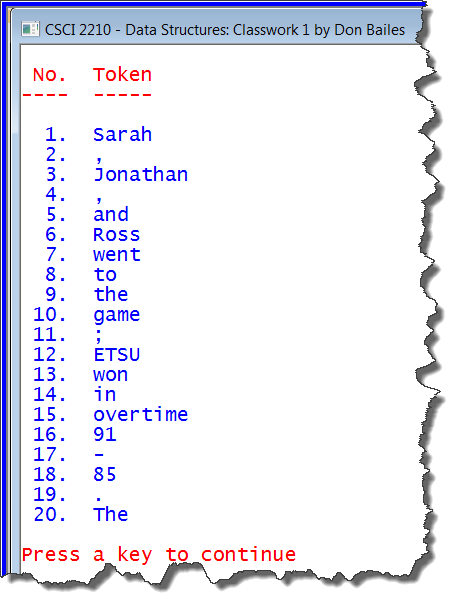 CSCI 2210 - Data Structures: Classwork 1 by Don Bailes
No. Token
---- -----
1. Sarah
2. ,
3. Jonathan
4. ,
5. and
6. Ross
7. went
8. to
9. the
10. game
11. ;
12. ETSU
13. won
14. in
15. overtime
16. 91
17. -
18. 85
19. .
20. The
Press a key to continue